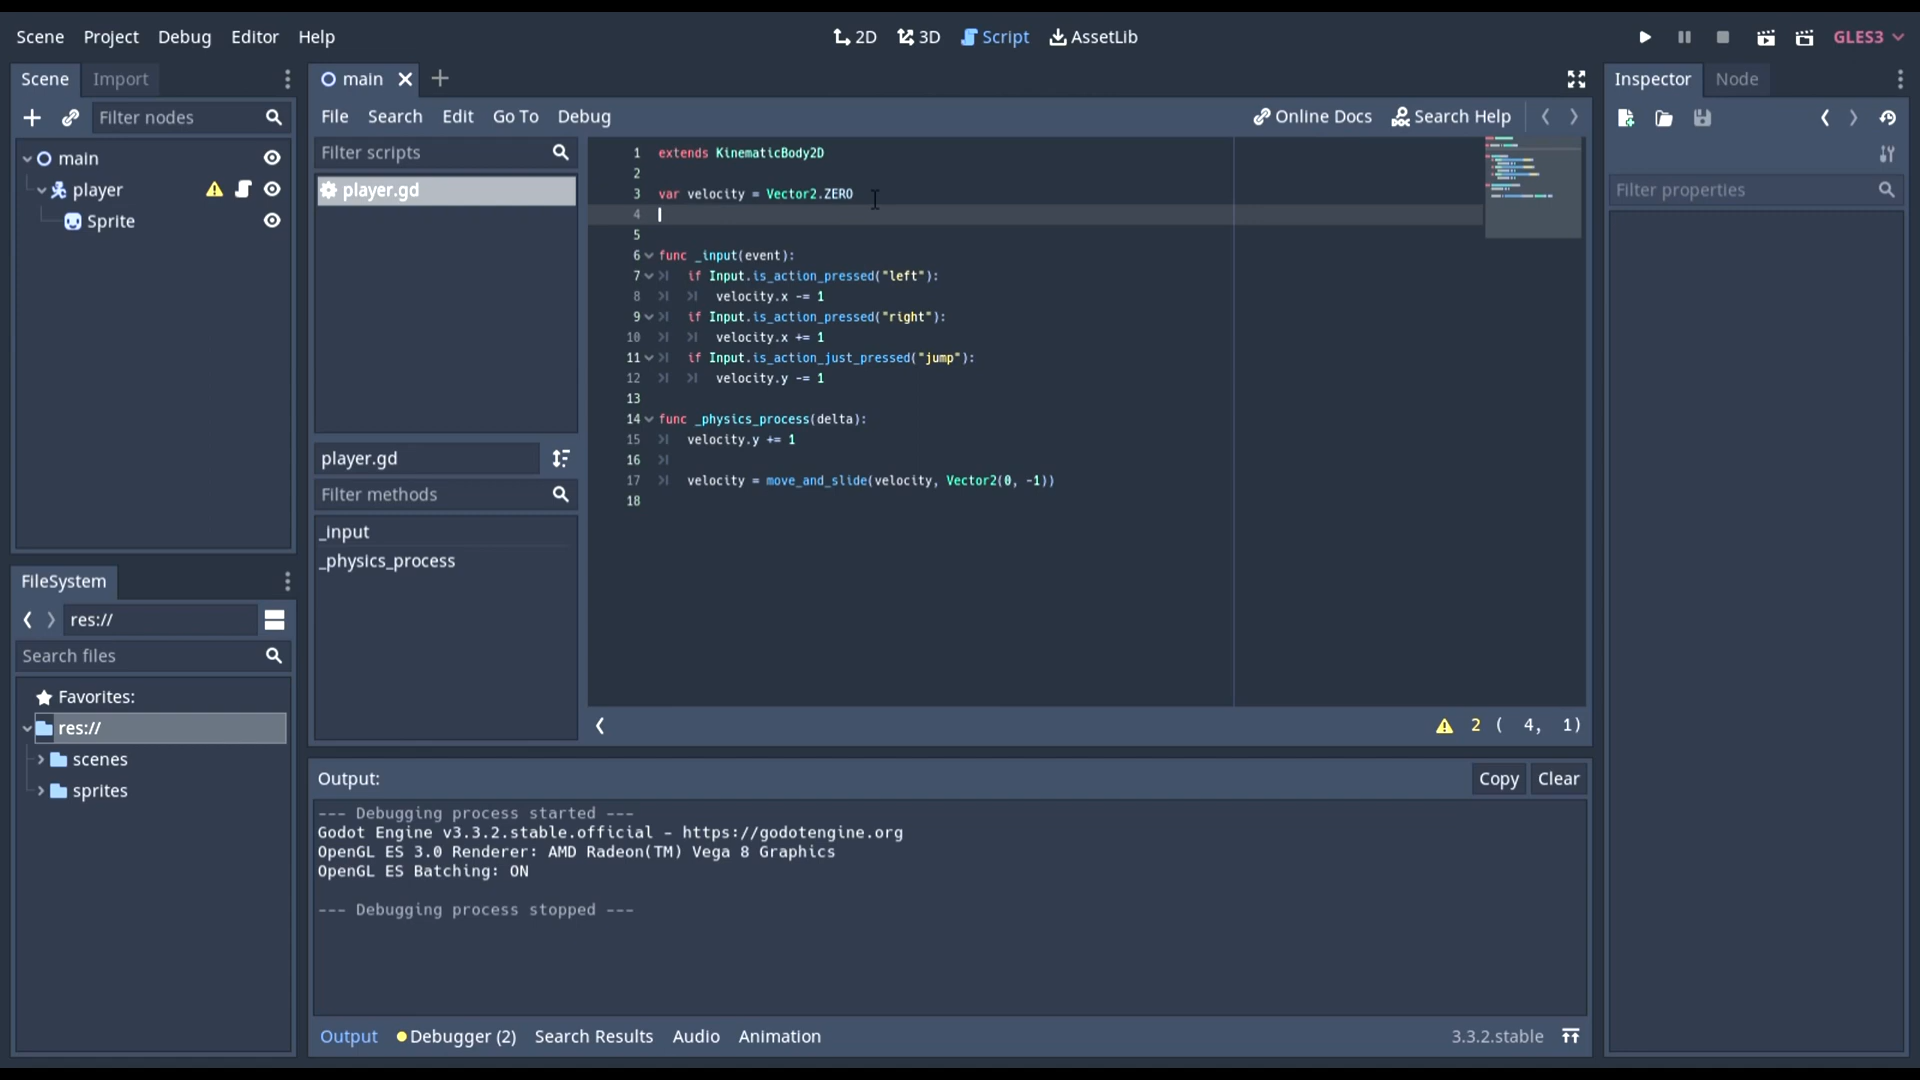 Scene Project Debug Editor Help
2D 3D Script AssetLib
GLES3
Scene Import
Filter nodes
main
player
Sprite
FileSystem
res://
Search files
Favorites:
res://
scenes
sprites
main
File Search Edit Go To Debug
Online Docs Search Help
Filter scripts
player.gd
player.gd
Filter methods
_input
_physics_process
1 extends KinematicBody2D
2
3 var velocity = Vector2.ZERO
4
5
6 func _input(event):
7 if Input.is_action_pressed("left"):
8 velocity.x -= 1
9 if Input.is_action_pressed("right"):
10 velocity.x += 1
11 if Input.is_action_just_pressed("jump"):
12 velocity.y -= 1
13
14 func _physics_process(delta):
15 velocity.y += 1
16
17 velocity = move_and_slide(velocity, Vector2(0, -1))
18
2 ( 4, 1)
Output:
Copy Clear
--- Debugging process started ---
Godot Engine v3.3.2.stable.official - https://godotengine.org
OpenGL ES 3.0 Renderer: AMD Radeon(TM) Vega 8 Graphics
OpenGL ES Batching: ON
--- Debugging process stopped ---
Output Debugger (2) Search Results Audio Animation
3.3.2.stable
Inspector Node
Filter properties